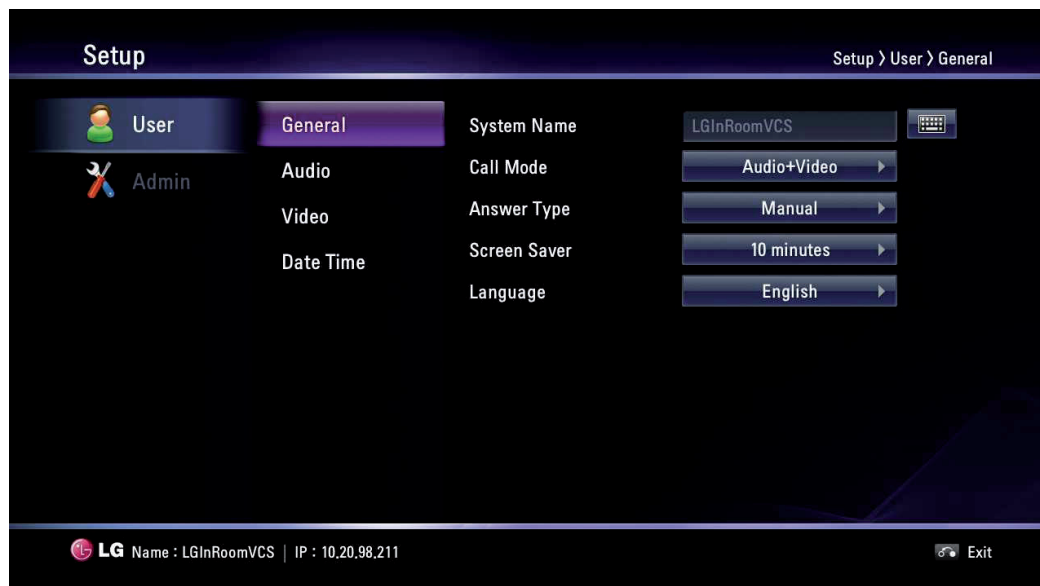 Setup
Setup > User > General
User
Admin
General
Audio
Video
Date Time
System Name LGInRoomVCS
Call Mode Audio+Video
Answer Type Manual
Screen Saver 10 minutes
Language English
LG Name : LGInRoomVCS | IP : 10.20.98.211
Exit